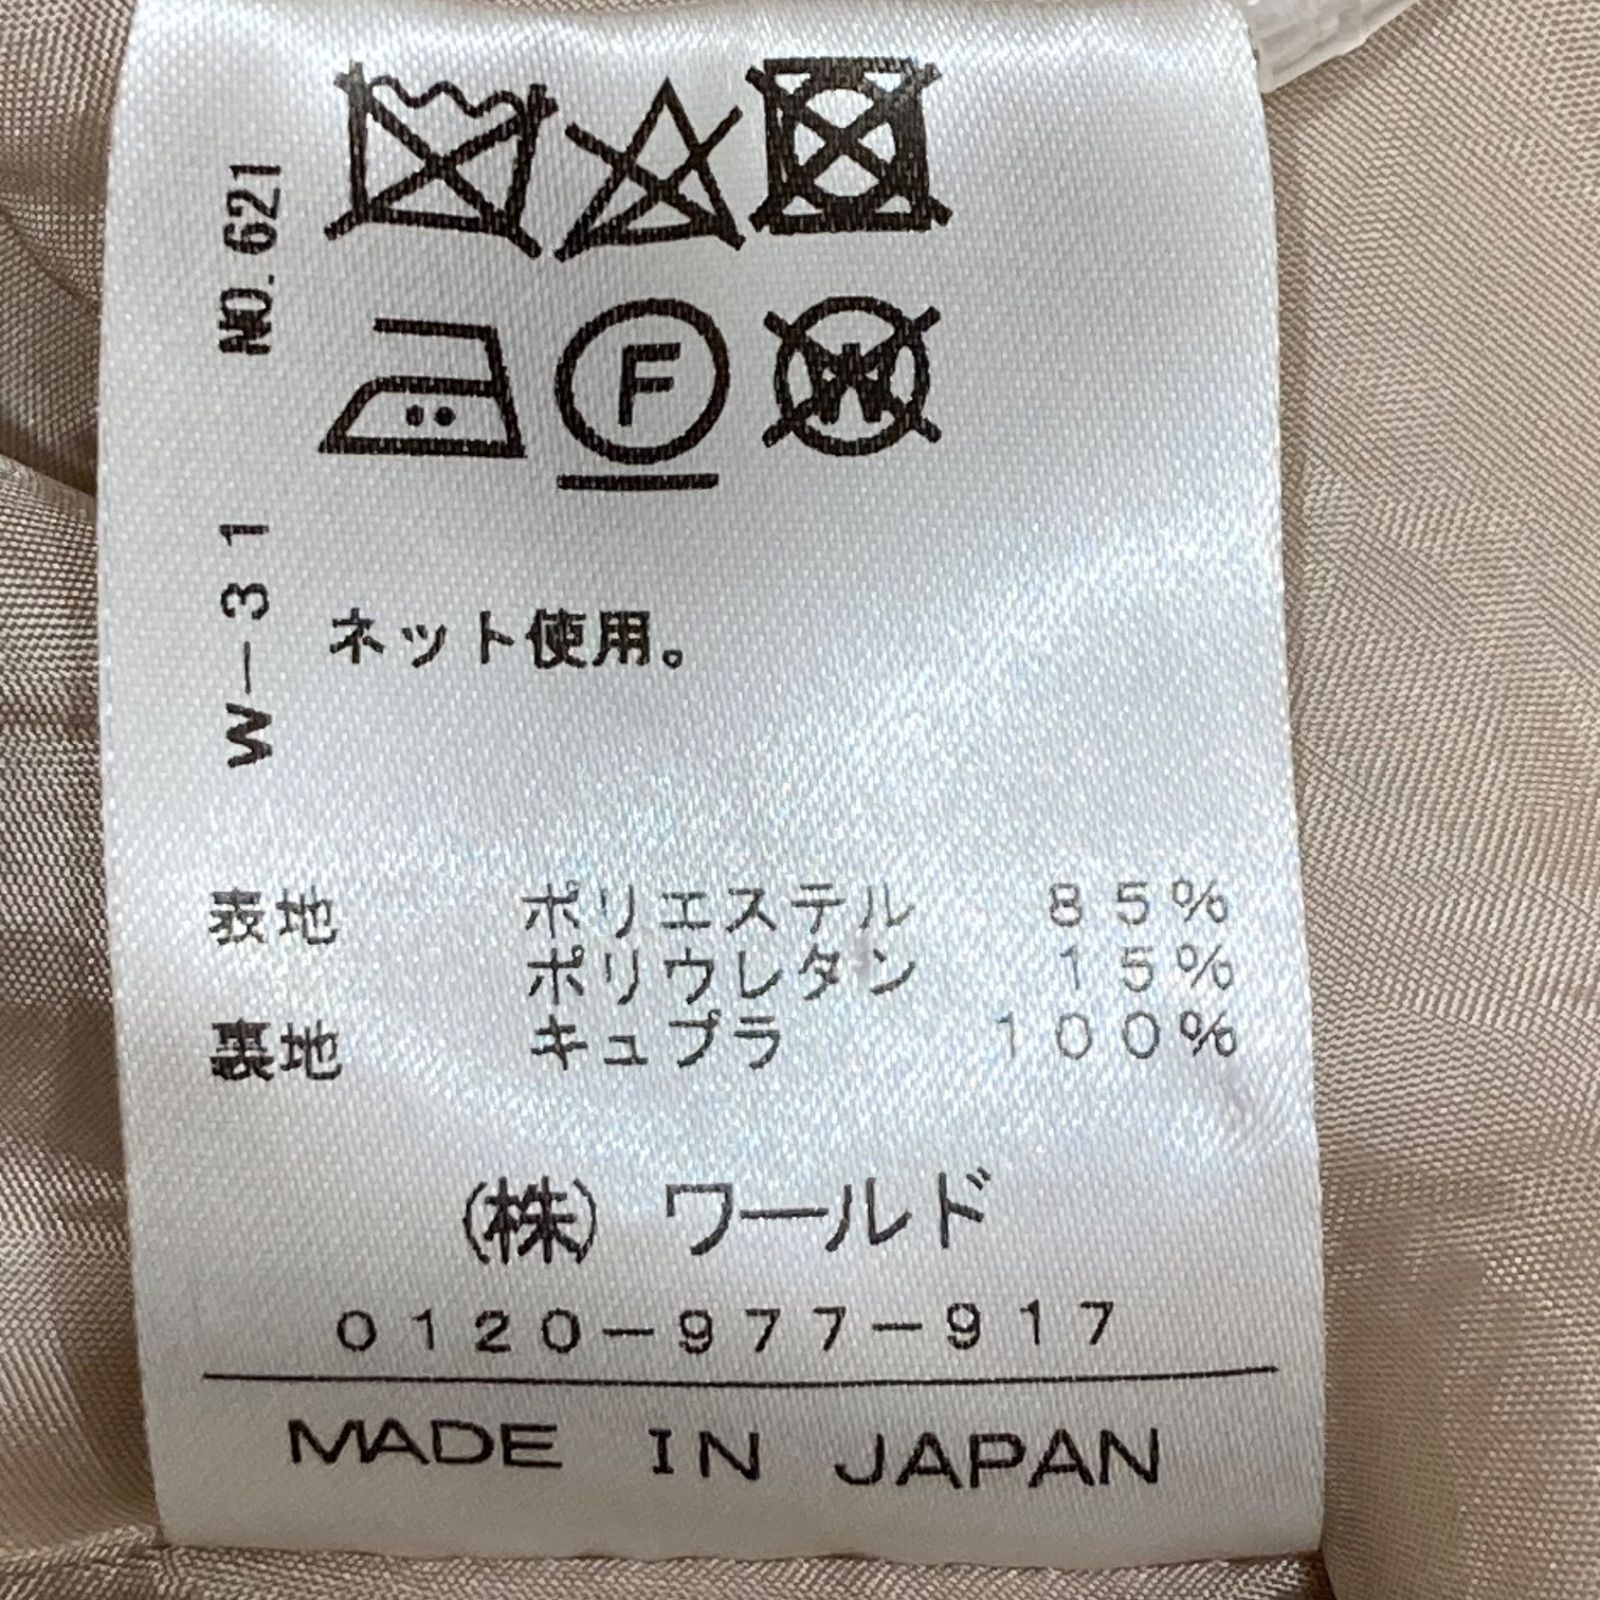 NO.621
W-31
F
W
ネット使用。
表地 ポリエステル 85%
ポリウレタン 15%
裏地 キュプラ 100%
(株) ワールド
0120-977-917
MADE IN JAPAN